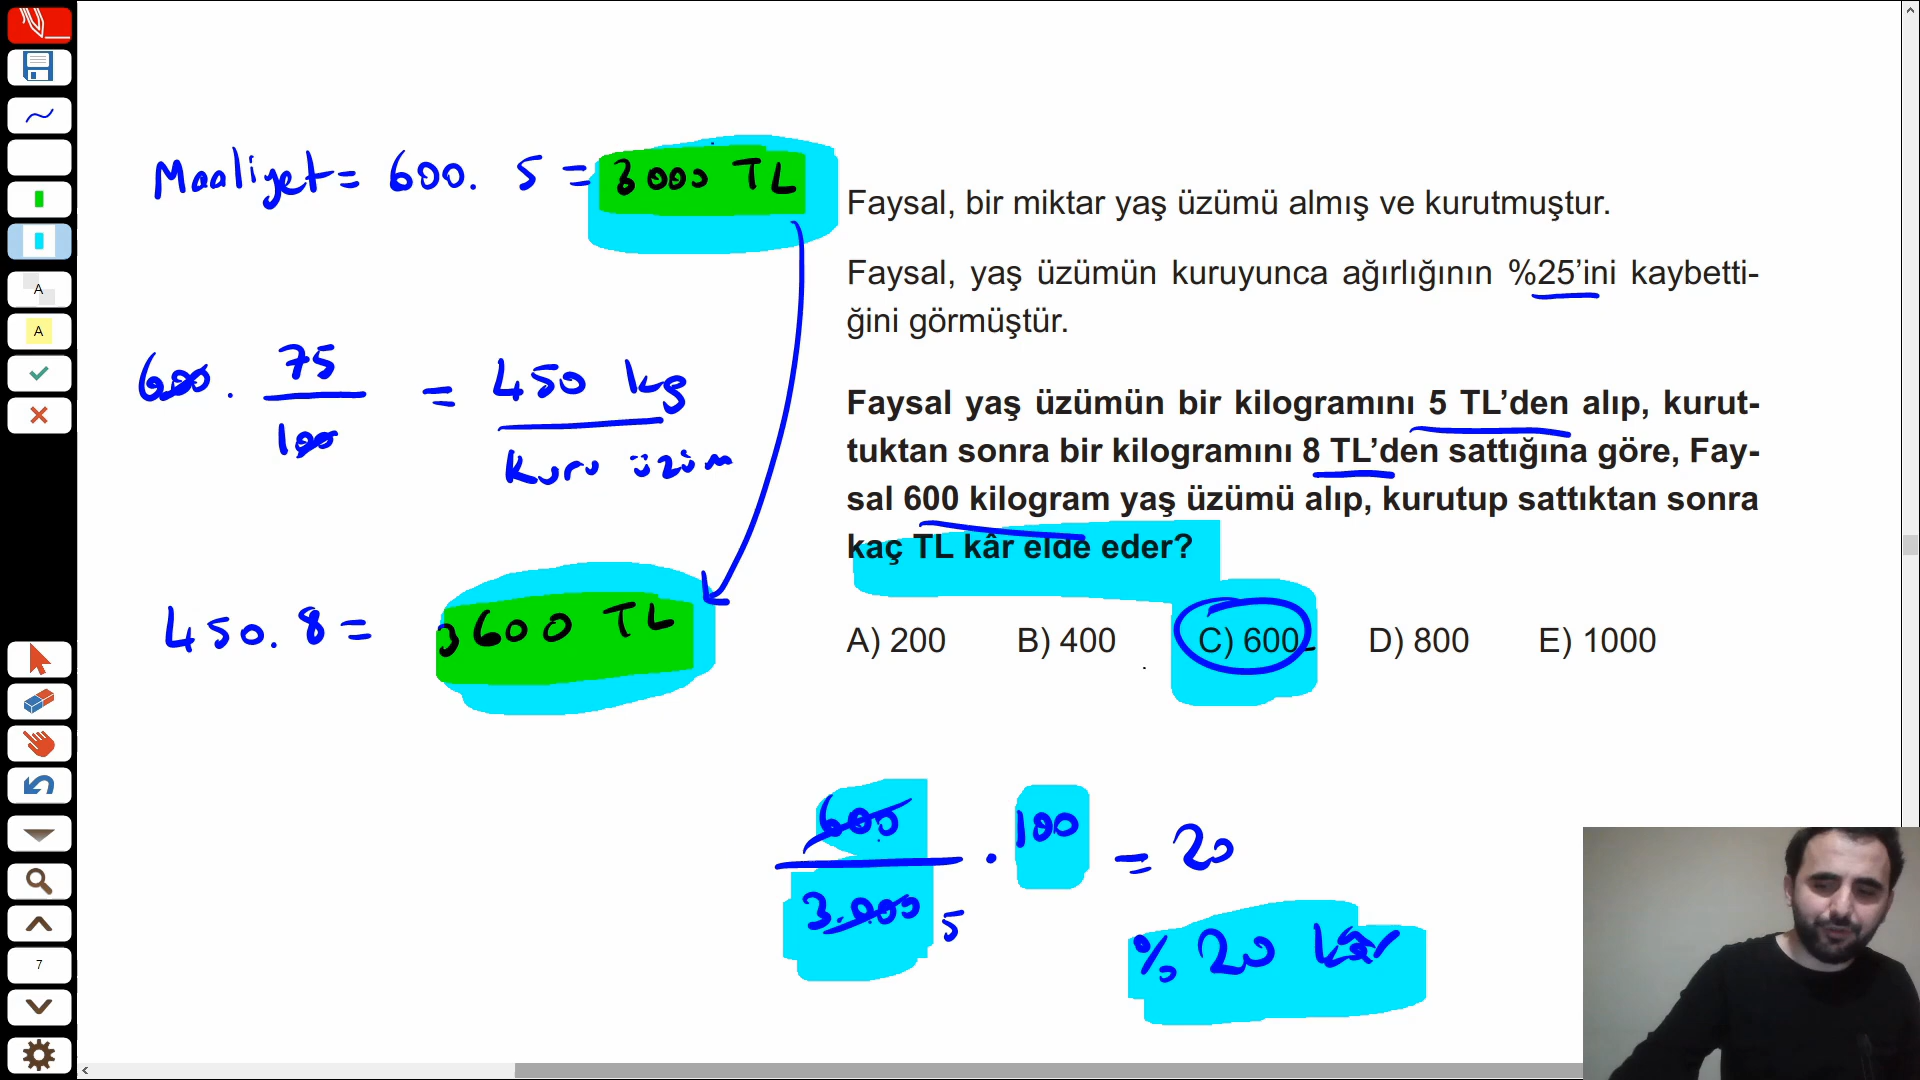 Maaliyet = 600 . 5 = 3000 TL
600 . 75/100 = 450 kg
kuru üzüm
450 . 8 = 3600 TL
Faysal, bir miktar yaş üzümü almış ve kurutmuştur.
Faysal, yaş üzümün kuruyunca ağırlığının %25’ini kaybetti-
ğini görmüştür.
Faysal yaş üzümün bir kilogramını 5 TL’den alıp, kurut-
tuktan sonra bir kilogramını 8 TL’den sattığına göre, Fay-
sal 600 kilogram yaş üzümü alıp, kurutup sattıktan sonra
kaç TL kâr elde eder?
A) 200 B) 400 C) 600 D) 800 E) 1000
600/3.000 5 . 100 = 20
% 20 kâr
A
A
7